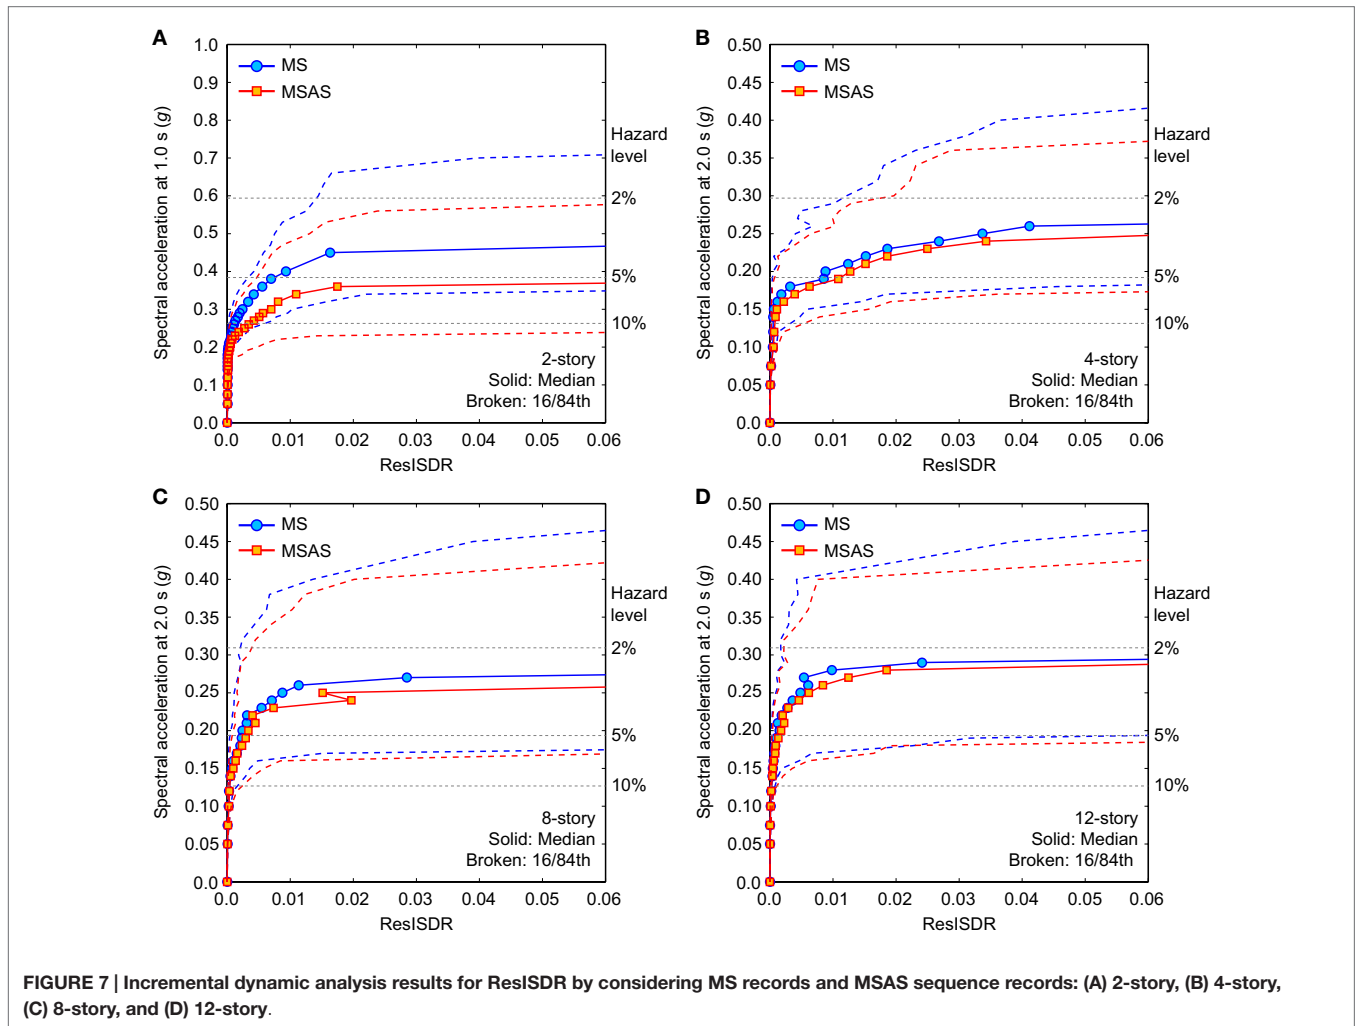 A
1.0
0.9
0.8
0.7
0.6
0.5
0.4
0.3
0.2
0.1
0.0
Spectral acceleration at 1.0 s (g)
MS
MSAS
Hazard
level
2%
5%
10%
2-story
Solid: Median
Broken: 16/84th
0.0 0.01 0.02 0.03 0.04 0.05 0.06
ResISDR
B
0.50
0.45
0.40
0.35
0.30
0.25
0.20
0.15
0.10
0.05
0.0
Spectral acceleration at 2.0 s (g)
MS
MSAS
Hazard
level
2%
5%
10%
4-story
Solid: Median
Broken: 16/84th
0.0 0.01 0.02 0.03 0.04 0.05 0.06
ResISDR
C
0.50
0.45
0.40
0.35
0.30
0.25
0.20
0.15
0.10
0.05
0.0
Spectral acceleration at 2.0 s (g)
MS
MSAS
Hazard
level
2%
5%
10%
8-story
Solid: Median
Broken: 16/84th
0.0 0.01 0.02 0.03 0.04 0.05 0.06
ResISDR
D
0.50
0.45
0.40
0.35
0.30
0.25
0.20
0.15
0.10
0.05
0.0
Spectral acceleration at 2.0 s (g)
MS
MSAS
Hazard
level
2%
5%
10%
12-story
Solid: Median
Broken: 16/84th
0.0 0.01 0.02 0.03 0.04 0.05 0.06
ResISDR
FIGURE 7 | Incremental dynamic analysis results for ResISDR by considering MS records and MSAS sequence records: (A) 2-story, (B) 4-story,
(C) 8-story, and (D) 12-story.